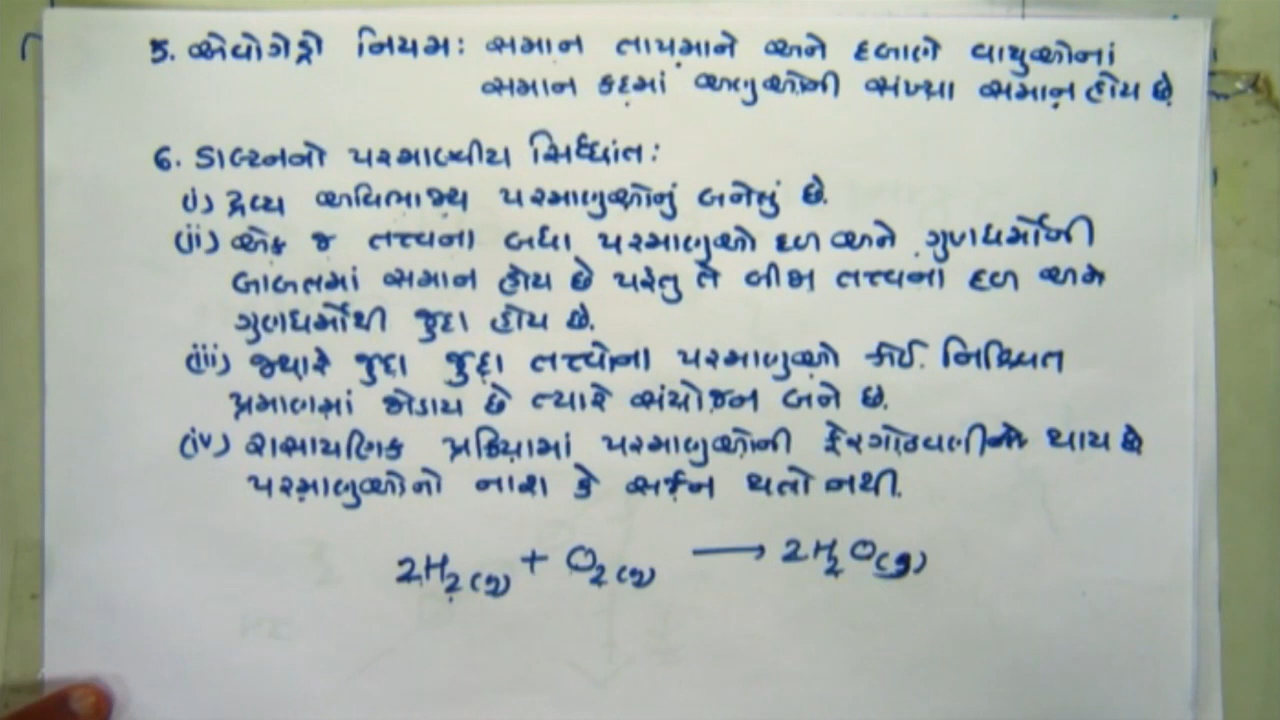 5. એવોગેડ્રો નિયમ: સમાન તાપમાને અને દબાણે વાયુઓનાં
સમાન કદમાં અણુઓની સંખ્યા સમાન હોય છે
6. ડાલ્ટનનો પરમાણ્વીય સિદ્ધાંત:
(i) દ્રવ્ય અવિભાજ્ય પરમાણુઓનું બનેલું છે.
(ii) એક જ તત્ત્વના બધા પરમાણુઓ દળ અને ગુણધર્મોની
બાબતમાં સમાન હોય છે પરંતુ તે બીજા તત્ત્વના દળ અને
ગુણધર્મોથી જુદા હોય છે.
(iii) જ્યારે જુદા જુદા તત્ત્વોના પરમાણુઓ કોઈ નિશ્ચિત
પ્રમાણમાં જોડાય છે ત્યારે સંયોજન બને છે.
(iv) રાસાયણિક પ્રક્રિયામાં પરમાણુઓની ફેરગોઠવણી થાય છે
પરમાણુઓનો નાશ કે સર્જન થતો નથી.
2H₂(g) + O₂(g) ⟶ 2H₂O(g)